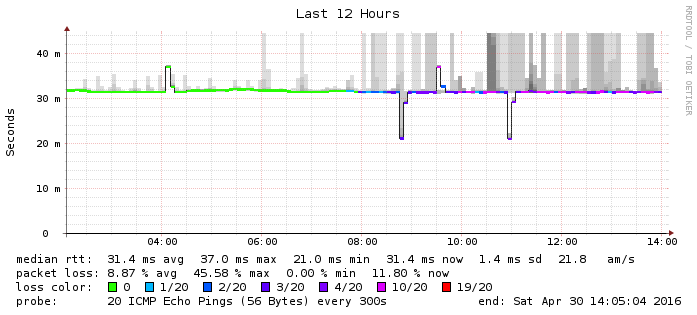 Last 12 Hours
RRDTOOL / TOBI OETIKER
Seconds
40 m
30 m
20 m
10 m
0
04:00 06:00 08:00 10:00 12:00 14:00
median rtt: 31.4 ms avg 37.0 ms max 21.0 ms min 31.4 ms now 1.4 ms sd 21.8 am/s
packet loss: 8.87 % avg 45.58 % max 0.00 % min 11.80 % now
loss color: 0 1/20 2/20 3/20 4/20 10/20 19/20
probe: 20 ICMP Echo Pings (56 Bytes) every 300s end: Sat Apr 30 14:05:04 2016